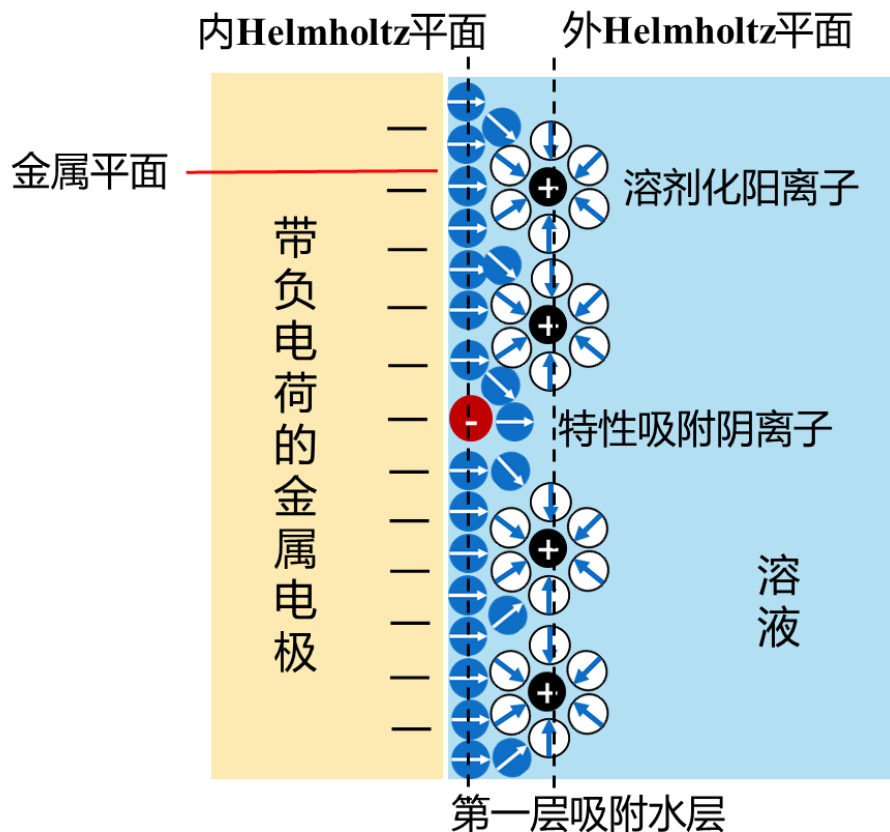 内Helmholtz平面
外Helmholtz平面
金属平面
溶剂化阳离子
带负电荷的金属电极
特性吸附阴离子
溶液
第一层吸附水层